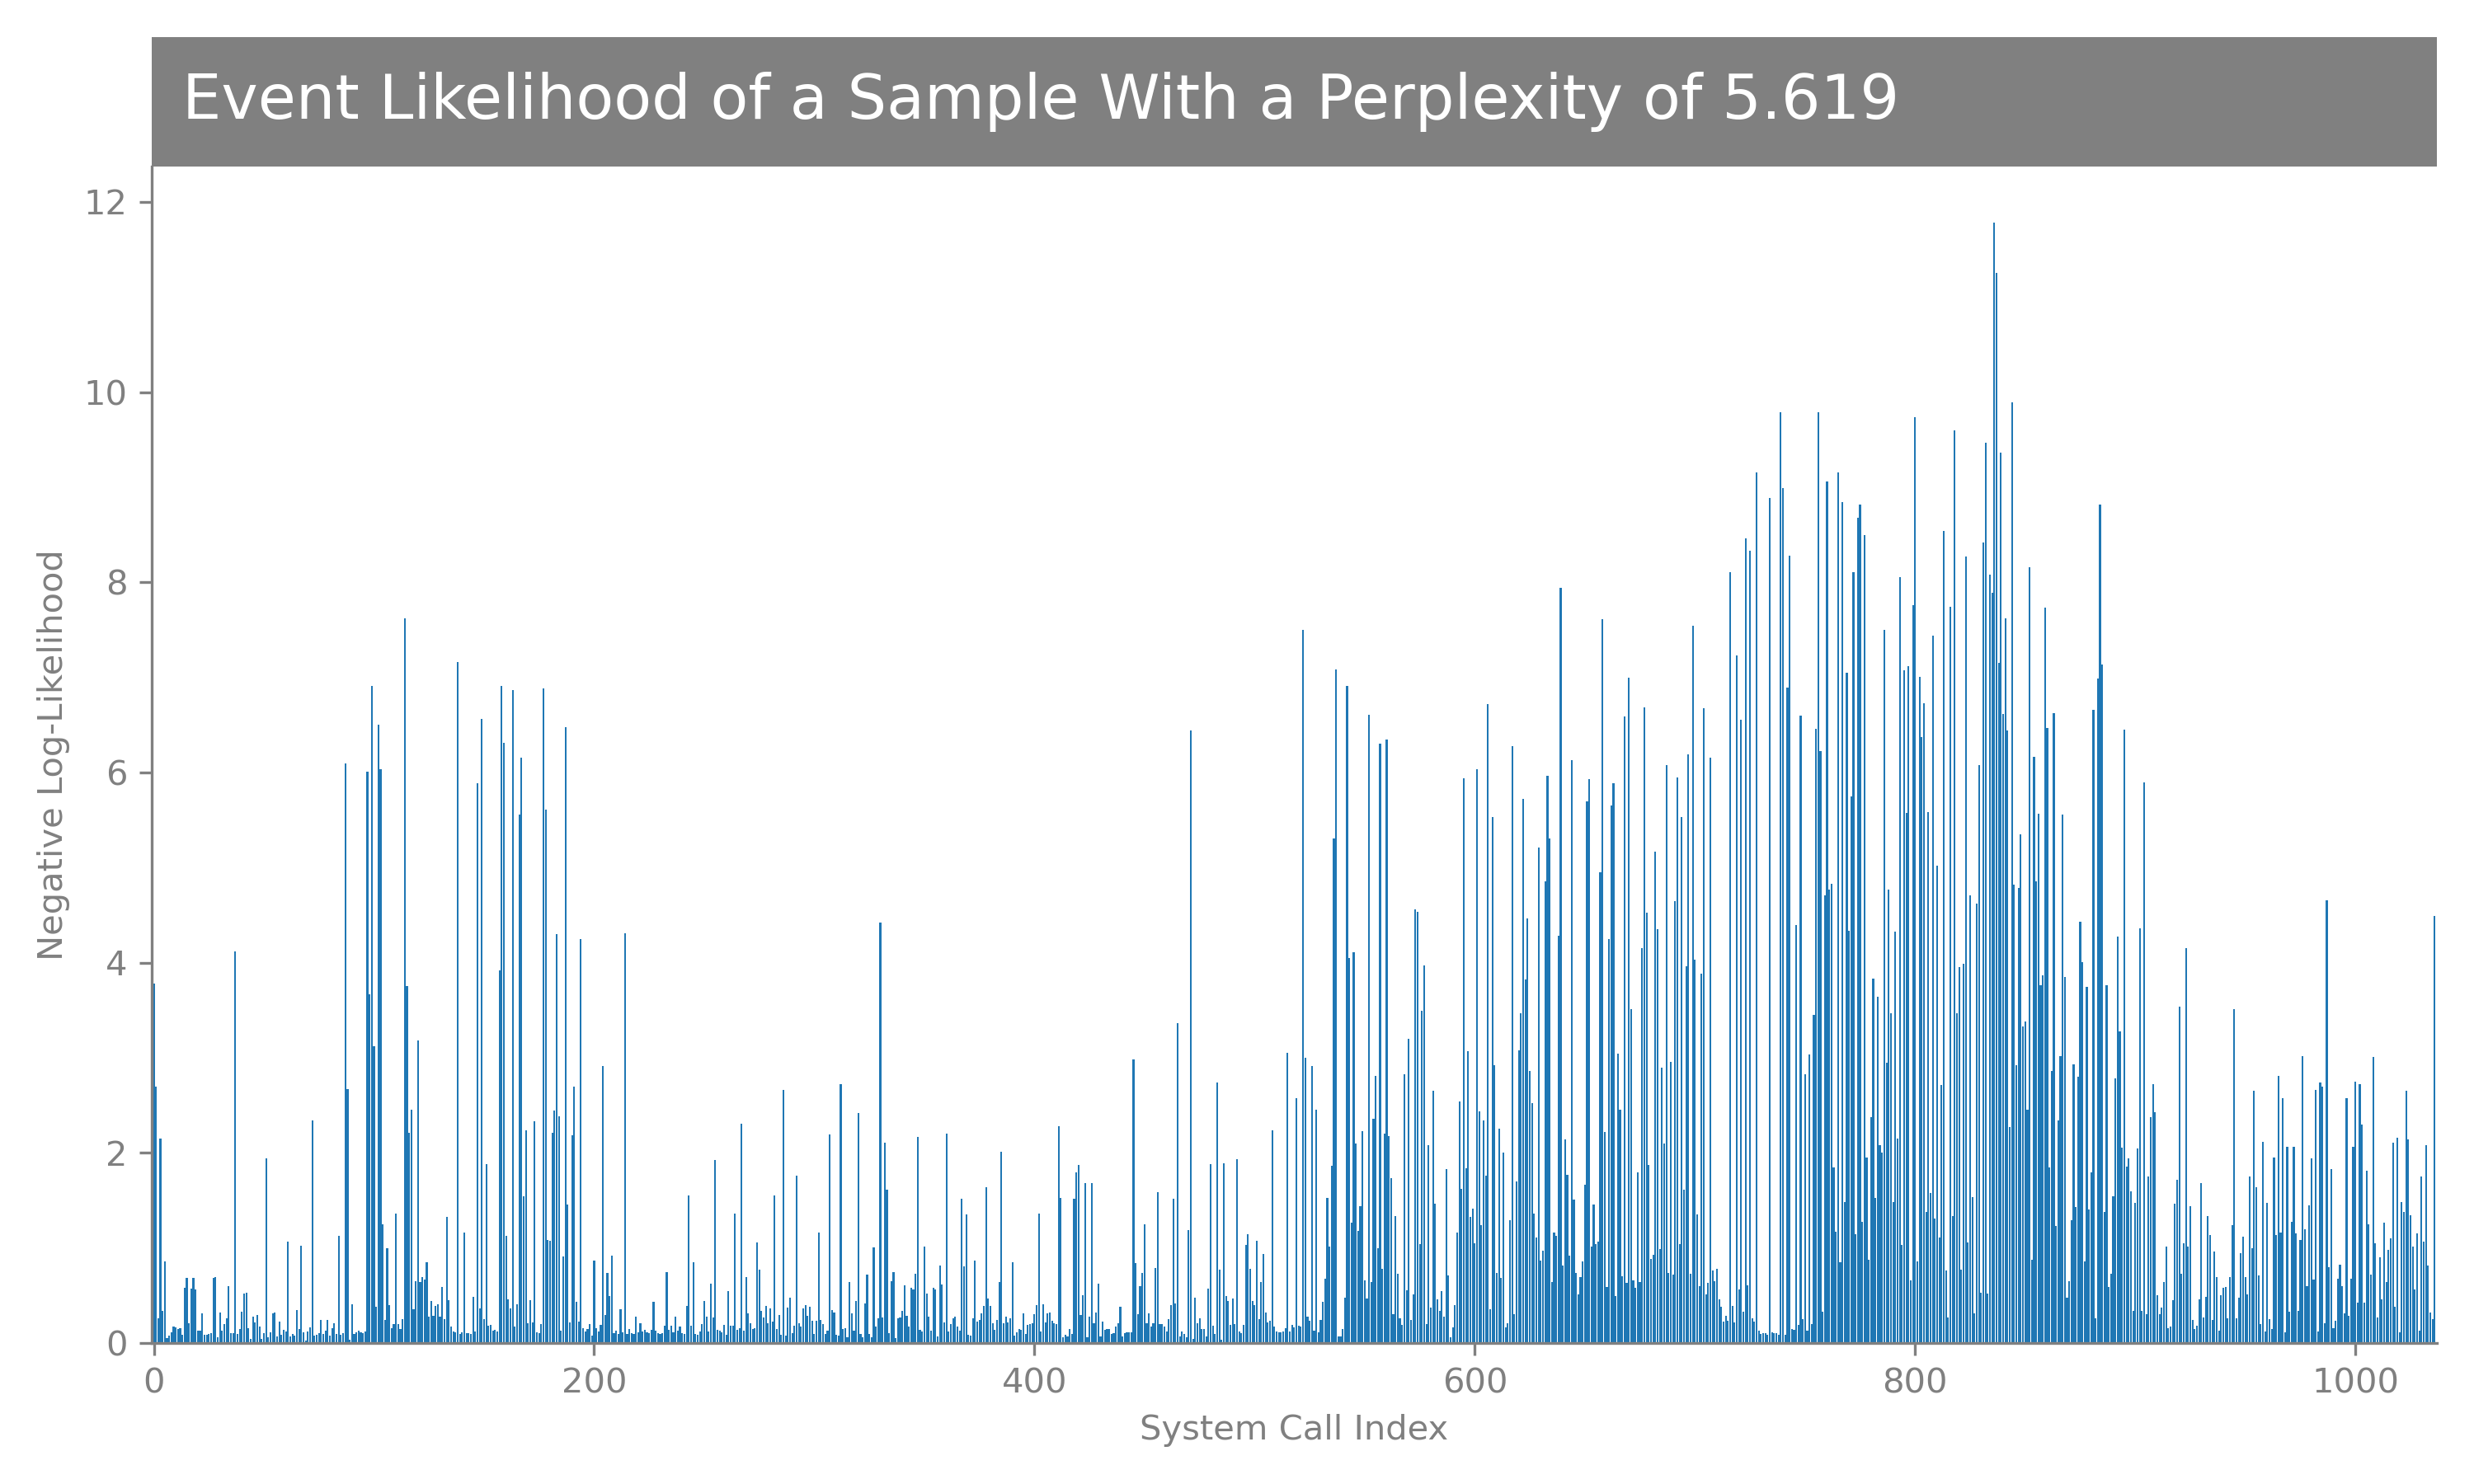 Event Likelihood of a Sample With a Perplexity of 5.619
12
10
8
6
4
2
0
Negative Log-Likelihood
0 200 400 600 800 1000
System Call Index